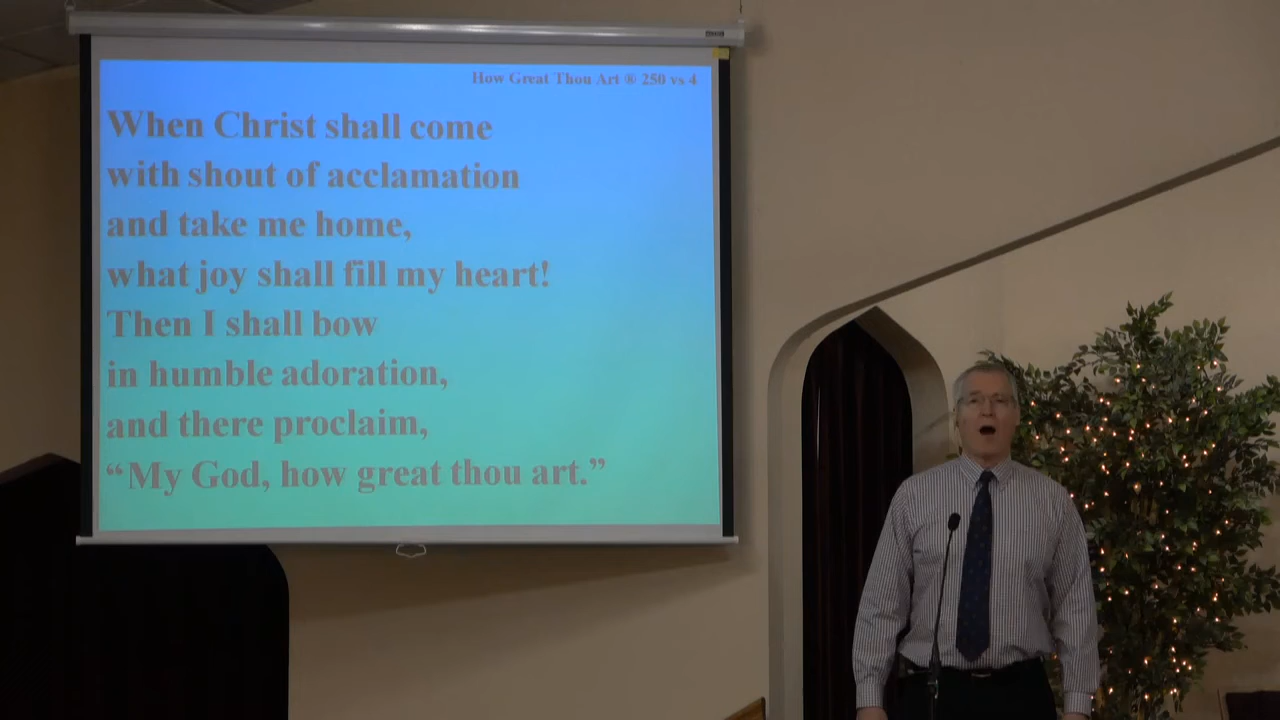 How Great Thou Art ® 250 vs 4
When Christ shall come
with shout of acclamation
and take me home,
what joy shall fill my heart!
Then I shall bow
in humble adoration,
and there proclaim,
“My God, how great thou art.”